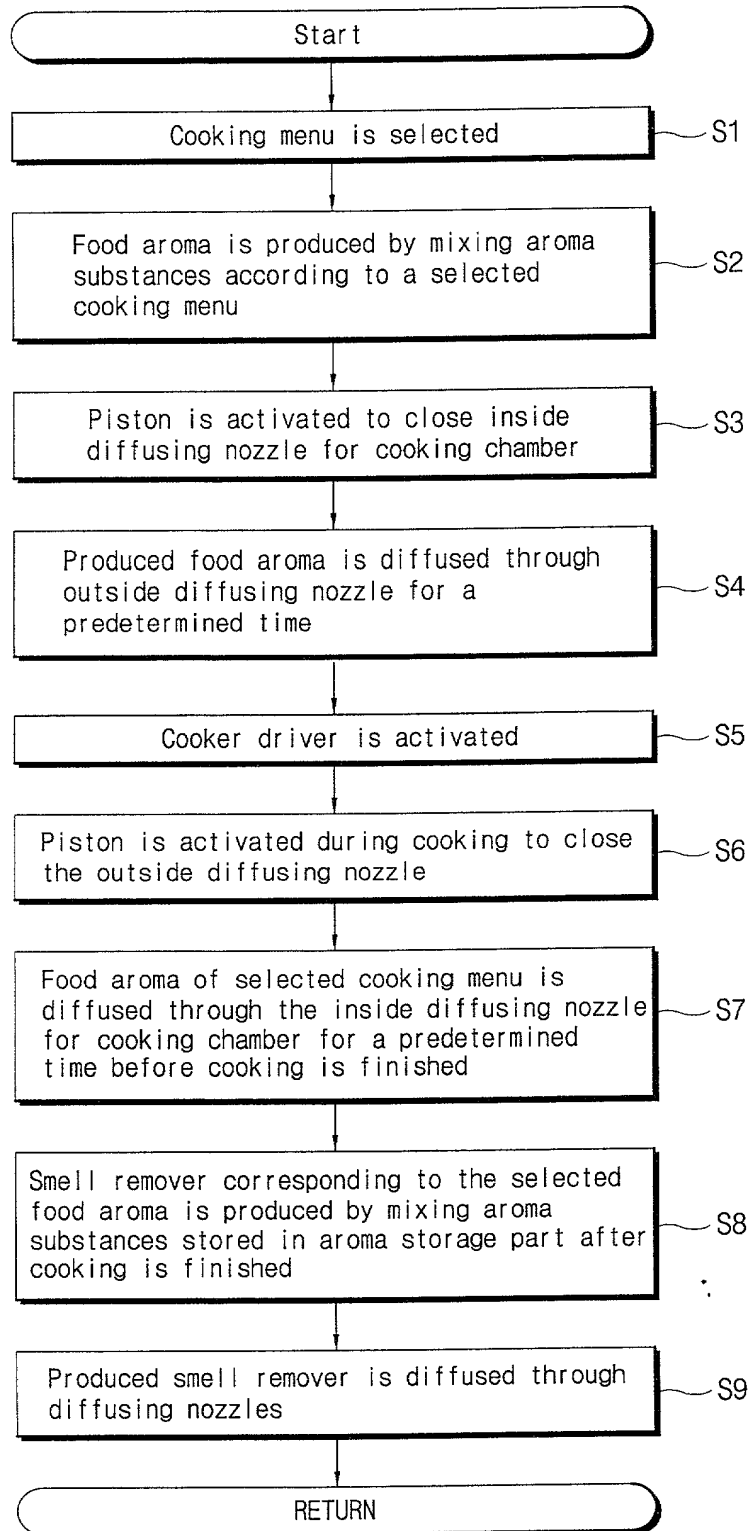 Start
Cooking menu is selected
S1
Food aroma is produced by mixing aroma
substances according to a selected
cooking menu
S2
Piston is activated to close inside
diffusing nozzle for cooking chamber
S3
Produced food aroma is diffused through
outside diffusing nozzle for a
predetermined time
S4
Cooker driver is activated
S5
Piston is activated during cooking to close
the outside diffusing nozzle
S6
Food aroma of selected cooking menu is
diffused through the inside diffusing nozzle
for cooking chamber for a predetermined
time before cooking is finished
S7
Smell remover corresponding to the selected
food aroma is produced by mixing aroma
substances stored in aroma storage part after
cooking is finished
S8
Produced smell remover is diffused through
diffusing nozzles
S9
RETURN